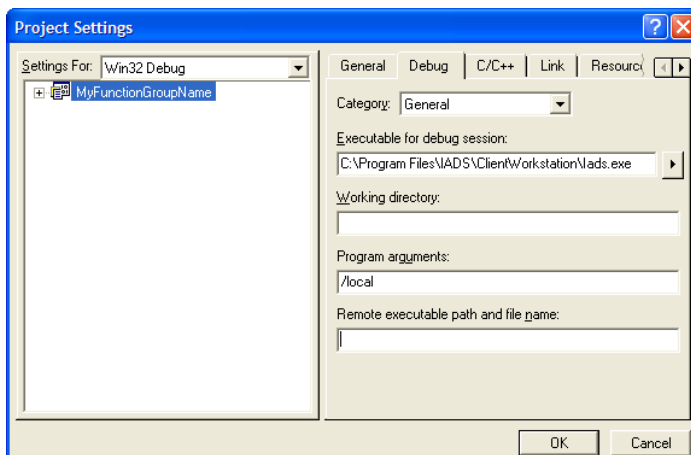 Project Settings
Settings For: Win32 Debug
MyFunctionGroupName
General Debug C/C++ Link Resourc
Category: General
Executable for debug session:
C:\Program Files\IADS\ClientWorkstation\Iads.exe
Working directory:
Program arguments:
/local
Remote executable path and file name:
OK Cancel